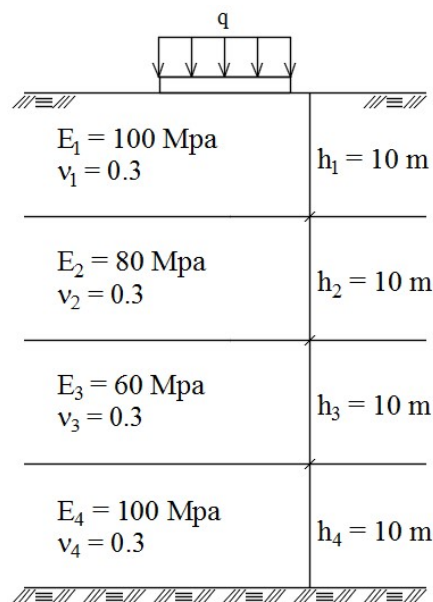 q
E₁ = 100 Mpa
ν₁ = 0.3
h₁ = 10 m
E₂ = 80 Mpa
ν₂ = 0.3
h₂ = 10 m
E₃ = 60 Mpa
ν₃ = 0.3
h₃ = 10 m
E₄ = 100 Mpa
ν₄ = 0.3
h₄ = 10 m